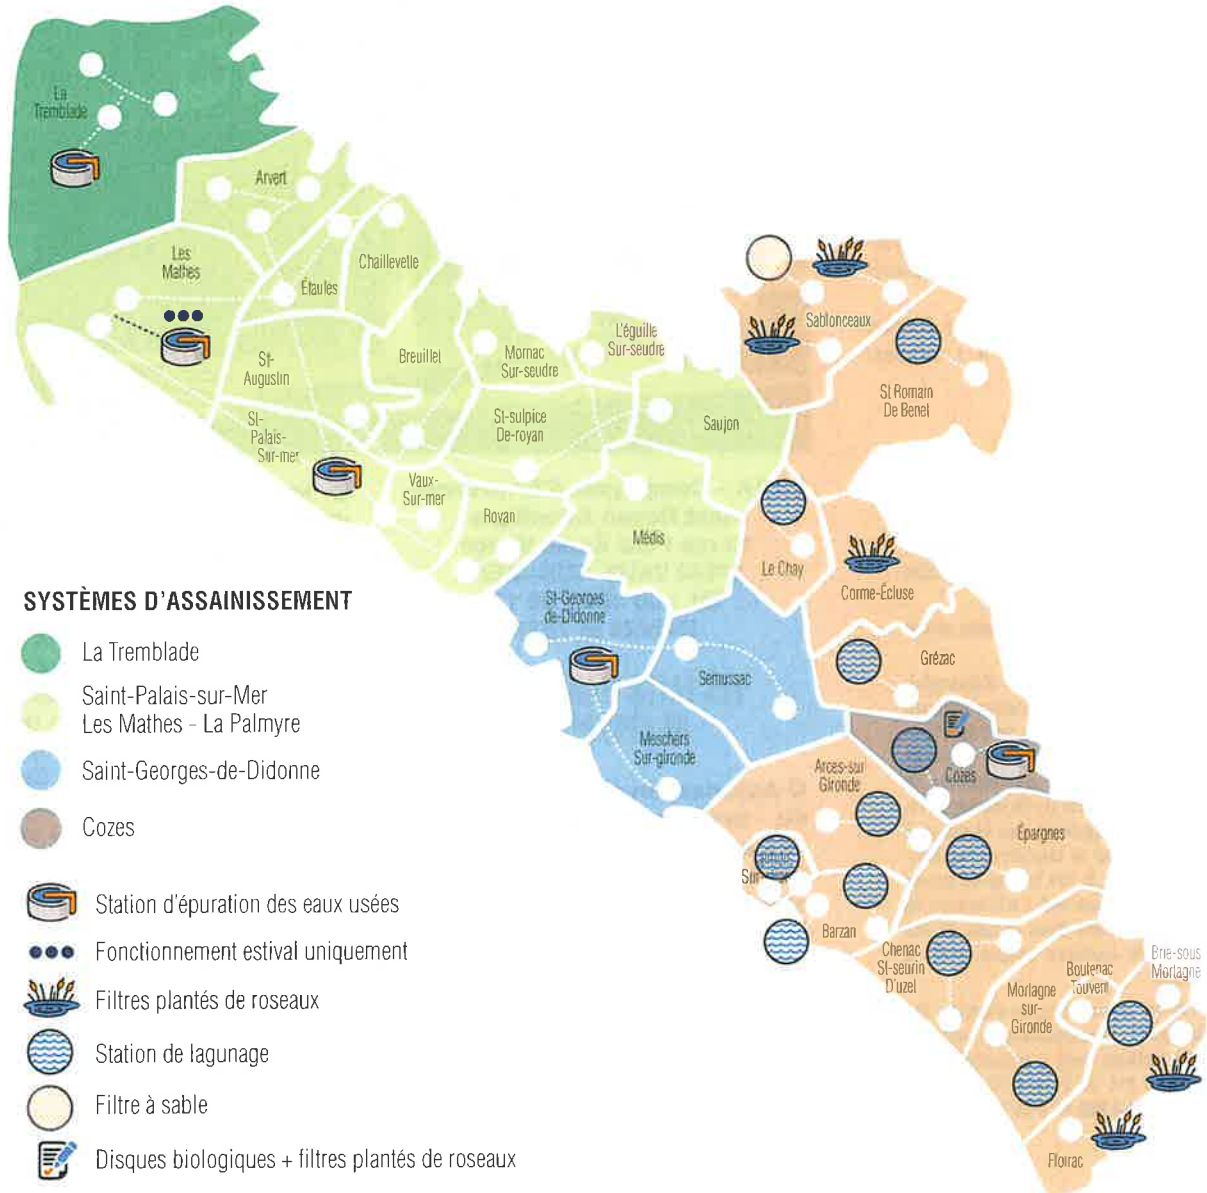 La
Tremblade
Arvert
Les
Mathes
Chaillevette
Étaules
L'éguille
Sur-seudre
Sablonceaux
Breuillet
Mornac
Sur-seudre
St-
Augustin
St Romain
De Benet
St-
Palais-
Sur-mer
St-sulpice
De-royan
Saujon
Vaux-
Sur-mer
Royan
Médis
Le Chay
Corme-Écluse
St-Georges
de-Didonne
Grézac
Semussac
Meschers
Sur-gironde
Arces-sur
Gironde
Cozes
Épargnes
Sur-
Barzan
Chenac
St-seurin
D'uzet
Brie-sous
Mortagne
Boutenac
Touvent
Mortagne
sur-
Gironde
Floirac
SYSTÈMES D'ASSAINISSEMENT
La Tremblade
Saint-Palais-sur-Mer
Les Mathes - La Palmyre
Saint-Georges-de-Didonne
Cozes
Station d'épuration des eaux usées
Fonctionnement estival uniquement
Filtres plantés de roseaux
Station de lagunage
Filtre à sable
Disques biologiques + filtres plantés de roseaux